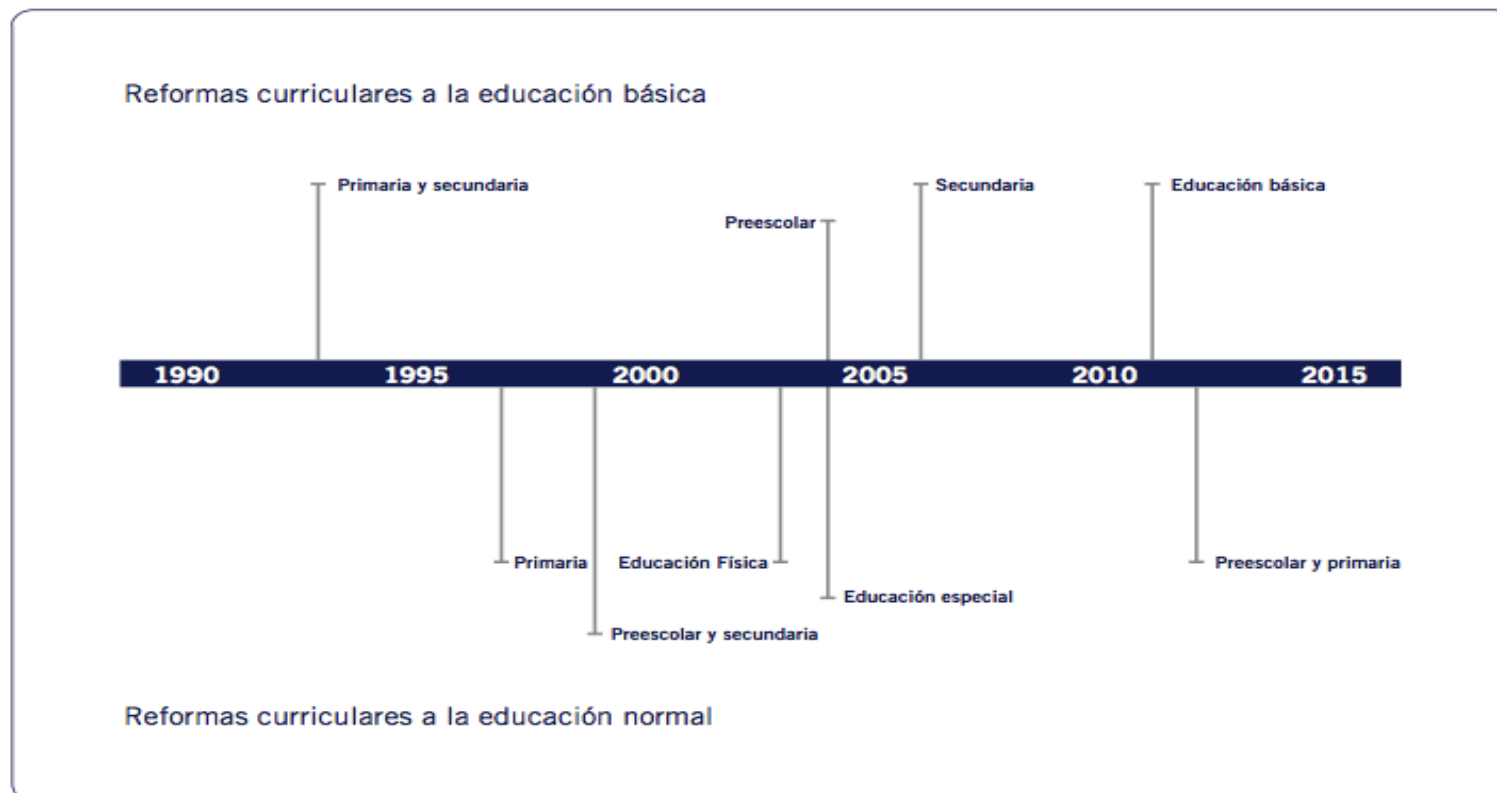 Reformas curriculares a la educación básica
Primaria y secundaria
Secundaria
Educación básica
Preescolar
1990 1995 2000 2005 2010 2015
Primaria
Educación Física
Preescolar y primaria
Educación especial
Preescolar y secundaria
Reformas curriculares a la educación normal